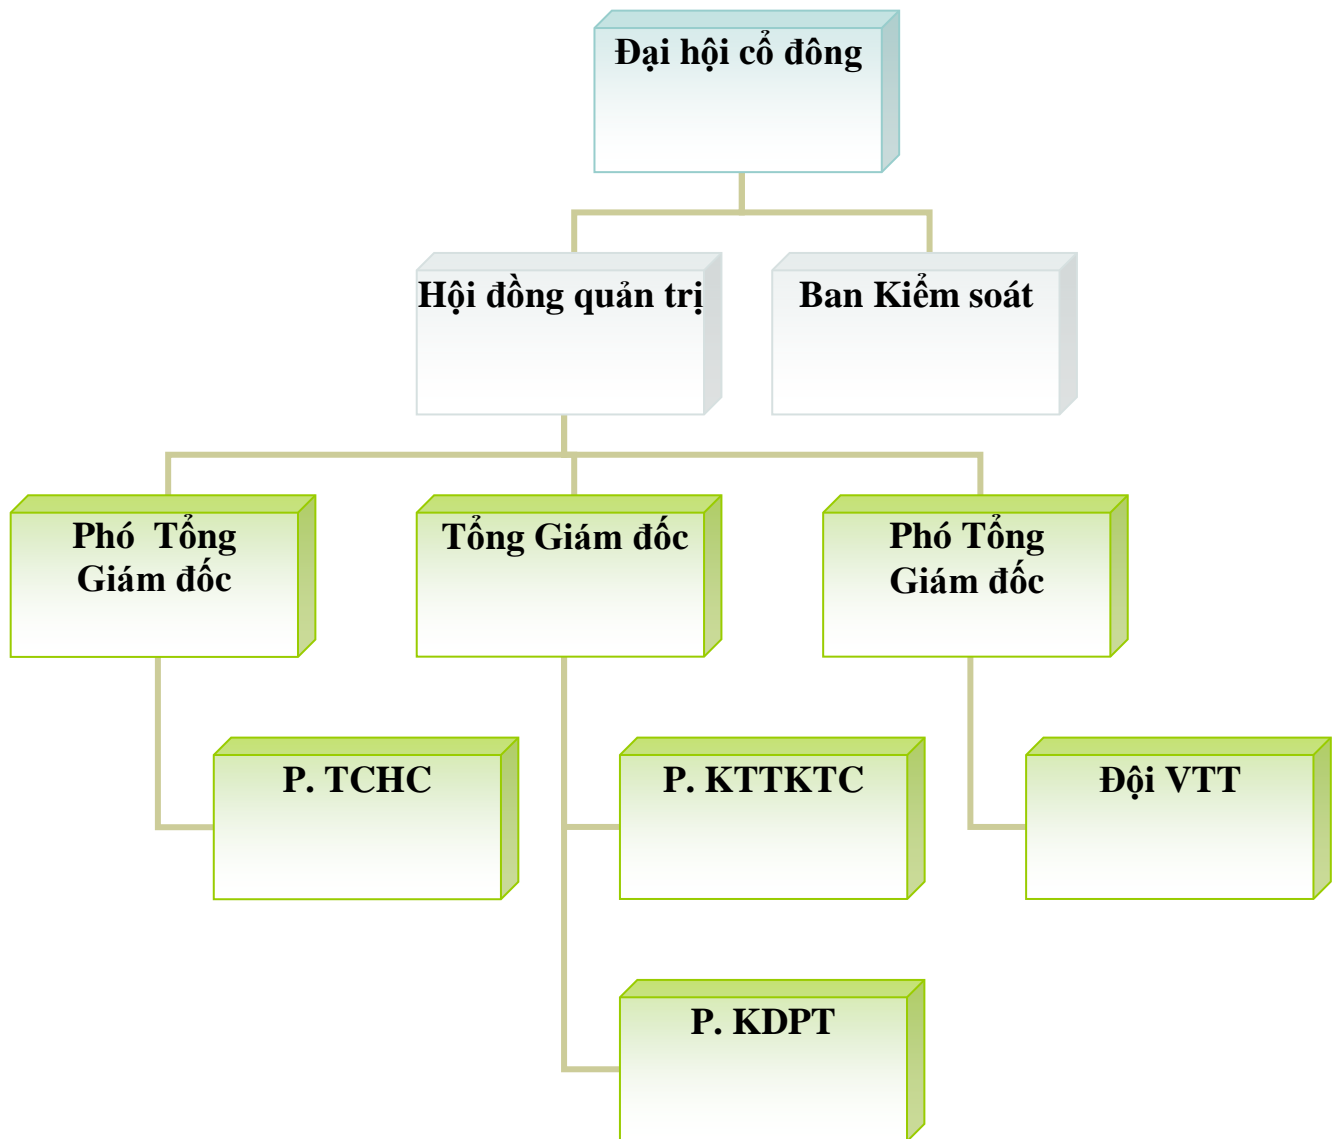 Đại hội cổ đông
Hội đồng quản trị
Ban Kiểm soát
Phó Tổng
Giám đốc
Tổng Giám đốc
Phó Tổng
Giám đốc
P. TCHC
P. KTTKTC
Đội VTT
P. KDPT